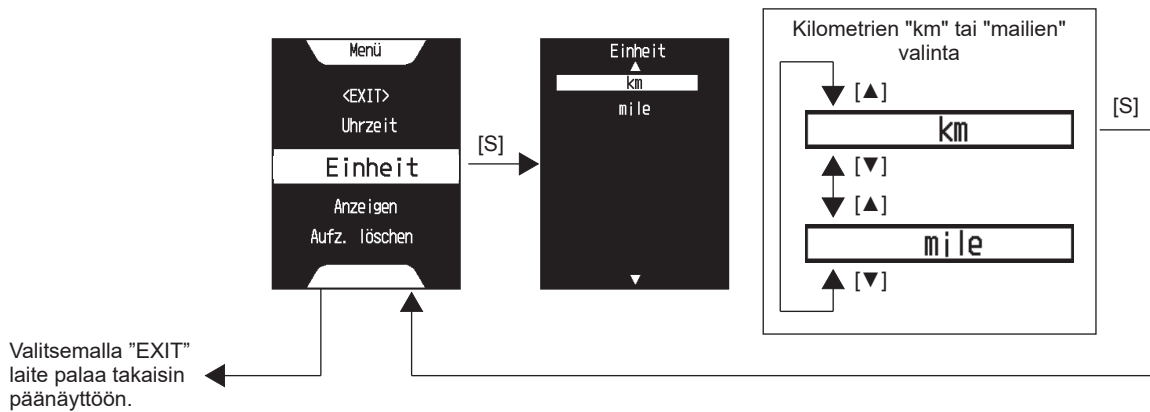 Menü
<EXIT>
Uhrzeit
Einheit
Anzeigen
Aufz. löschen
[S]
Einheit
▲
km
mile
▼
Kilometrien "km" tai "mailien"
valinta
[▲]
km
[▼]
[▲]
mile
[▼]
[S]
Valitsemalla ”EXIT”
laite palaa takaisin
päänäyttöön.